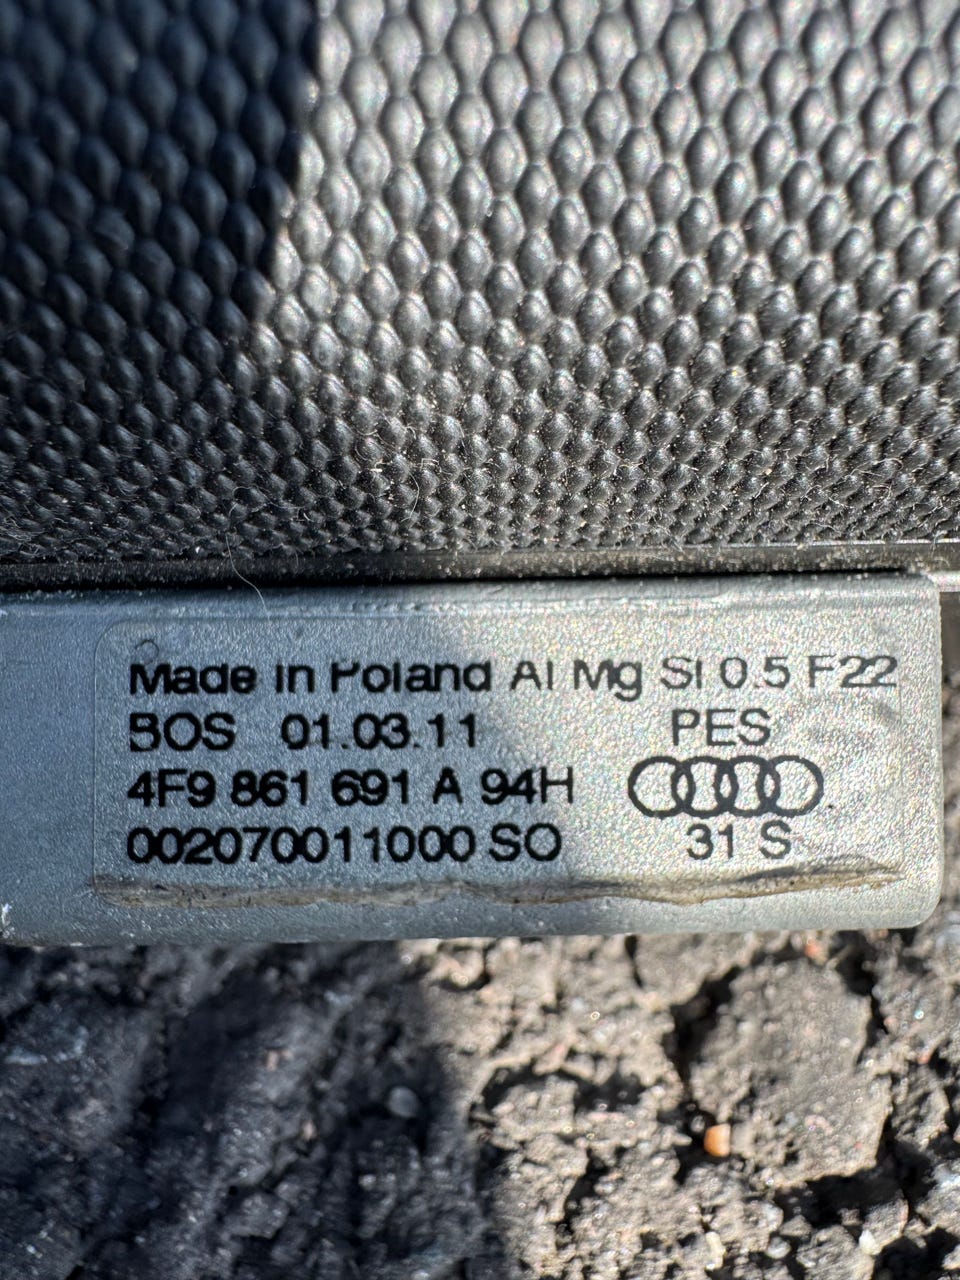 Made In Poland Al Mg Si 0.5 F22
BOS 01.03.11 PES
4F9 861 691 A 94H
002070011000 SO 31 S